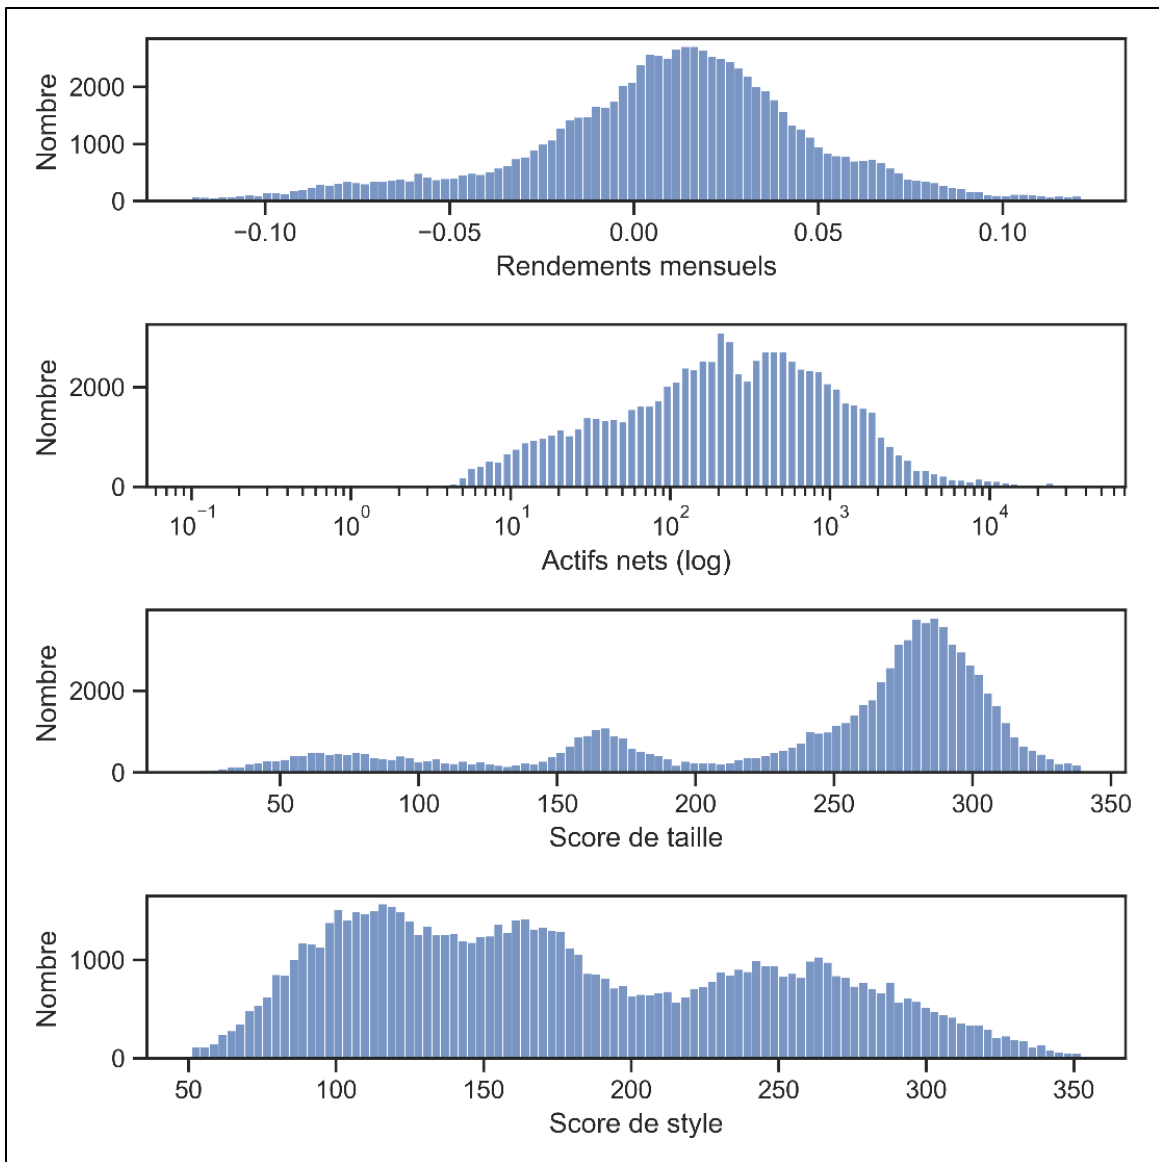 Nombre
2000
1000
0
−0.10 −0.05 0.00 0.05 0.10
Rendements mensuels
Nombre
2000
0
10⁻¹ 10⁰ 10¹ 10² 10³ 10⁴
Actifs nets (log)
Nombre
2000
0
50 100 150 200 250 300 350
Score de taille
Nombre
1000
0
50 100 150 200 250 300 350
Score de style